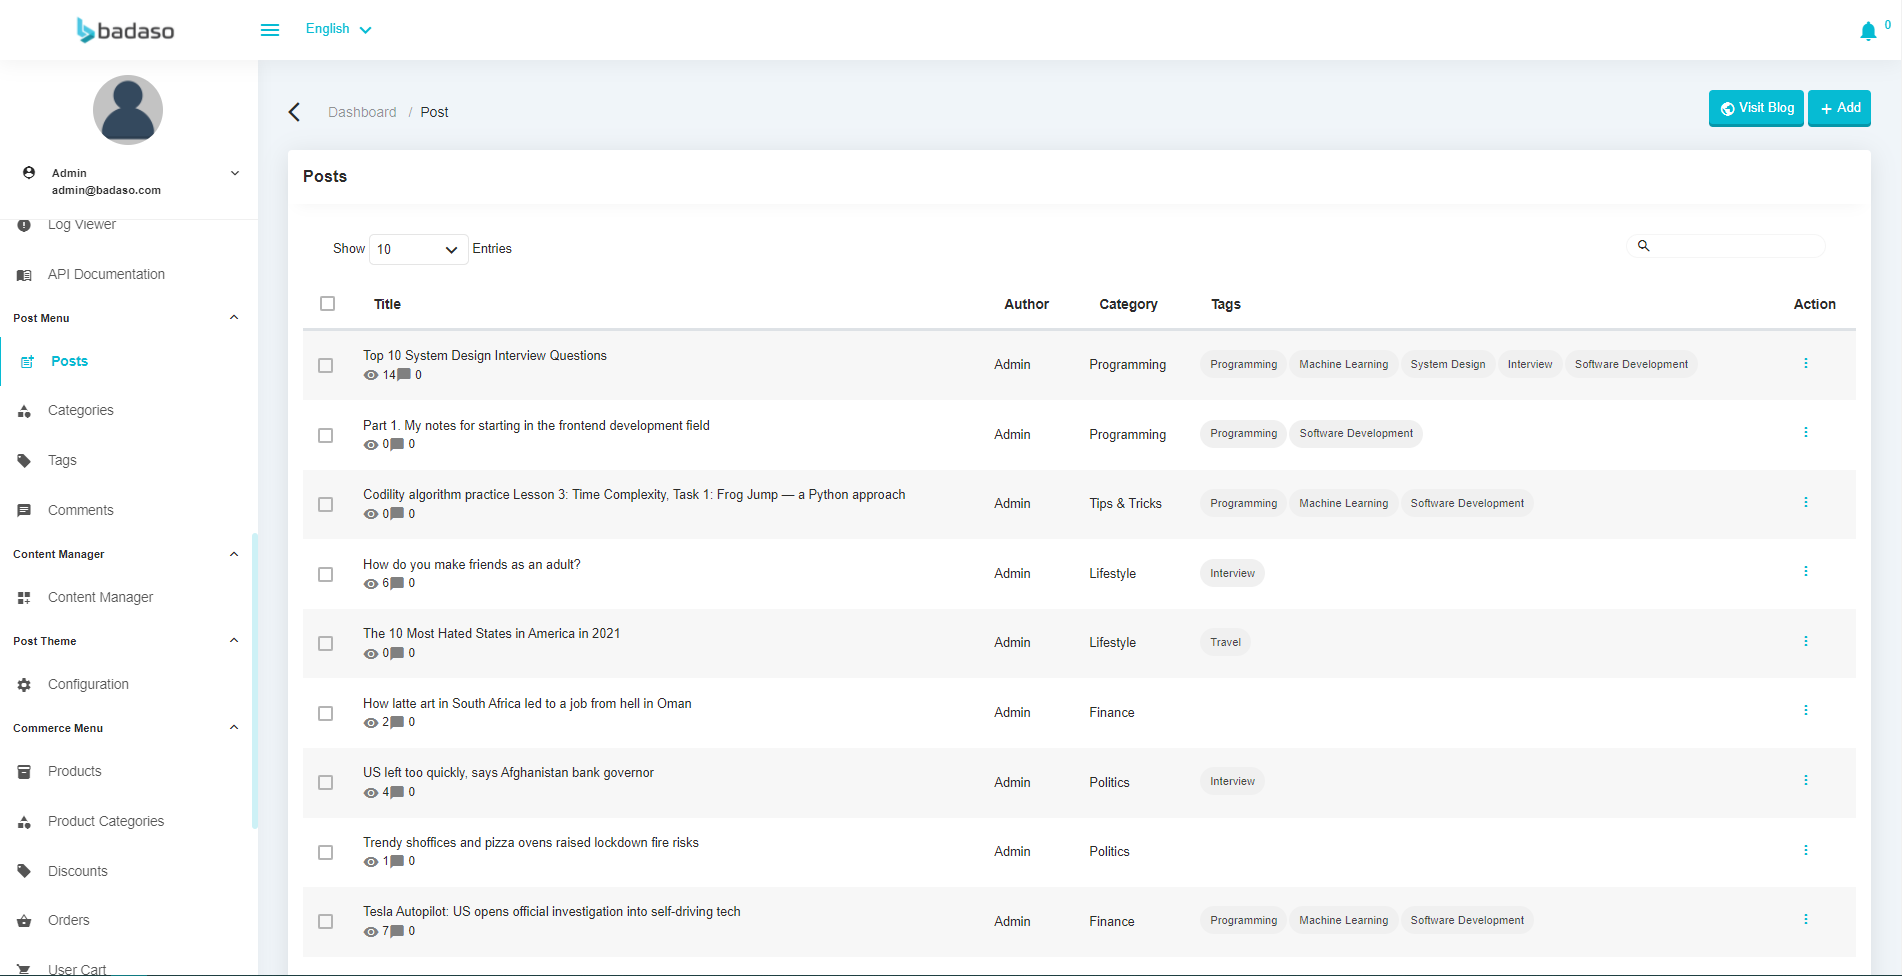 badaso
English
0
Admin
admin@badaso.com
Log Viewer
API Documentation
Post Menu
Posts
Categories
Tags
Comments
Content Manager
Content Manager
Post Theme
Configuration
Commerce Menu
Products
Product Categories
Discounts
Orders
User Cart
Dashboard / Post
Visit Blog
+ Add
Posts
Show 10 Entries
Title Author Category Tags Action
Top 10 System Design Interview Questions
14 0
Admin Programming Programming Machine Learning System Design Interview Software Development
Part 1. My notes for starting in the frontend development field
0 0
Admin Programming Programming Software Development
Codility algorithm practice Lesson 3: Time Complexity, Task 1: Frog Jump — a Python approach
0 0
Admin Tips & Tricks Programming Machine Learning Software Development
How do you make friends as an adult?
6 0
Admin Lifestyle Interview
The 10 Most Hated States in America in 2021
0 0
Admin Lifestyle Travel
How latte art in South Africa led to a job from hell in Oman
2 0
Admin Finance
US left too quickly, says Afghanistan bank governor
4 0
Admin Politics Interview
Trendy shoffices and pizza ovens raised lockdown fire risks
1 0
Admin Politics
Tesla Autopilot: US opens official investigation into self-driving tech
7 0
Admin Finance Programming Machine Learning Software Development